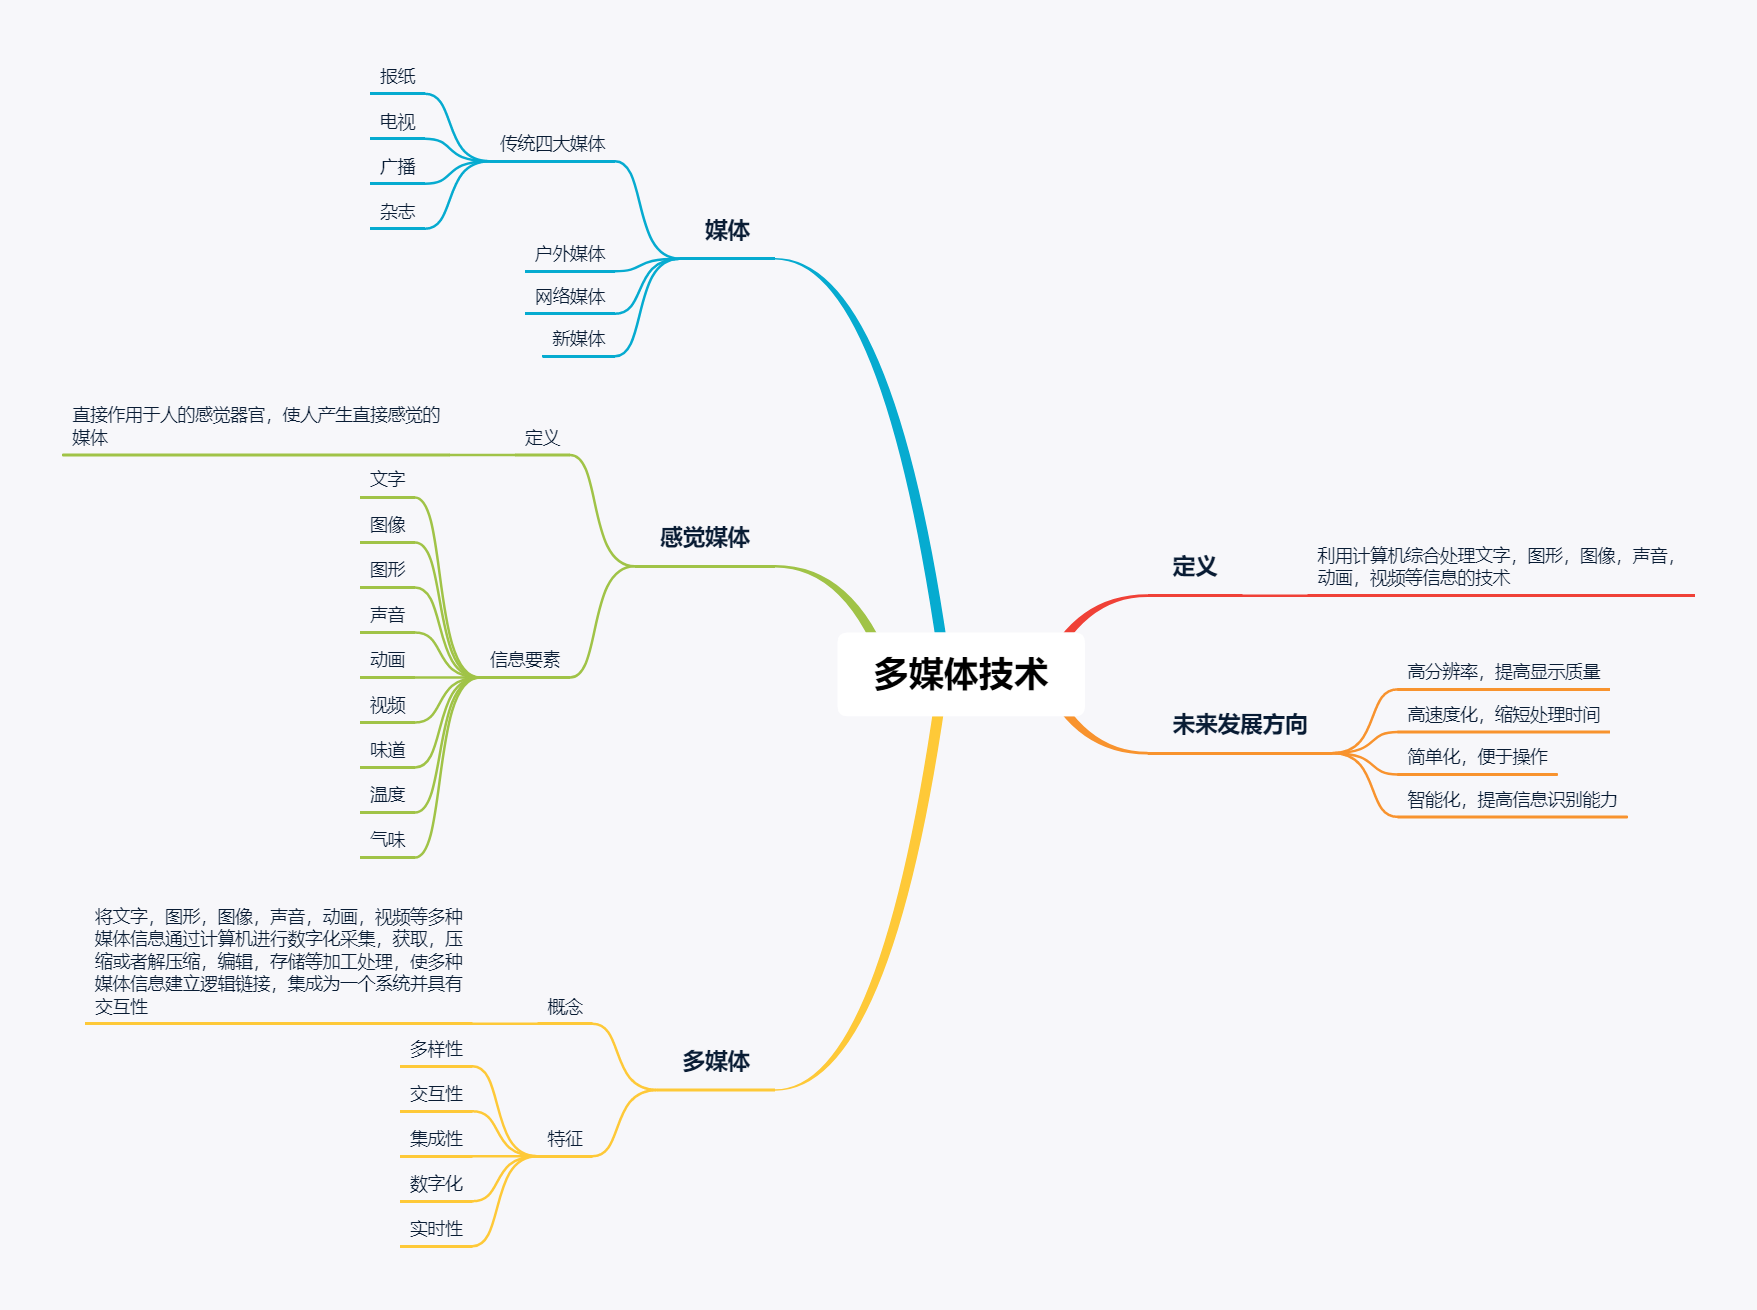 多媒体技术
定义
利用计算机综合处理文字，图形，图像，声音，
动画，视频等信息的技术
未来发展方向
高分辨率，提高显示质量
高速度化，缩短处理时间
简单化，便于操作
智能化，提高信息识别能力
媒体
传统四大媒体
报纸
电视
广播
杂志
户外媒体
网络媒体
新媒体
感觉媒体
定义
直接作用于人的感觉器官，使人产生直接感觉的
媒体
信息要素
文字
图像
图形
声音
动画
视频
味道
温度
气味
多媒体
概念
将文字，图形，图像，声音，动画，视频等多种
媒体信息通过计算机进行数字化采集，获取，压
缩或者解压缩，编辑，存储等加工处理，使多种
媒体信息建立逻辑链接，集成为一个系统并具有
交互性
特征
多样性
交互性
集成性
数字化
实时性